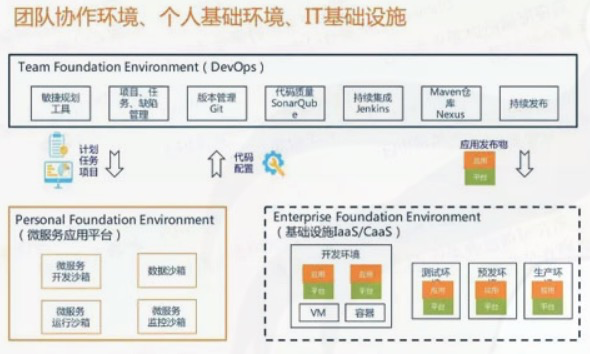 团队协作环境、个人基础环境、IT基础设施
Team Foundation Environment（DevOps）
敏捷规划
工具
项目、任
务、缺陷
管理
版本管理
Git
代码质量
SonarQub
e
持续集成
Jenkins
Maven仓
库
Nexus
持续发布
计划
任务
项目
代码
配置
应用发布物
应用
平台
Personal Foundation Environment
（微服务应用平台）
微服务
开发沙箱
数据沙箱
微服务
运行沙箱
微服务
监控沙箱
Enterprise Foundation Environment
（基础设施IaaS/CaaS）
开发环境
应用
平台
应用
平台
VM
容器
测试环
应用
平台
预发环
应用
平台
生产环
应用
平台